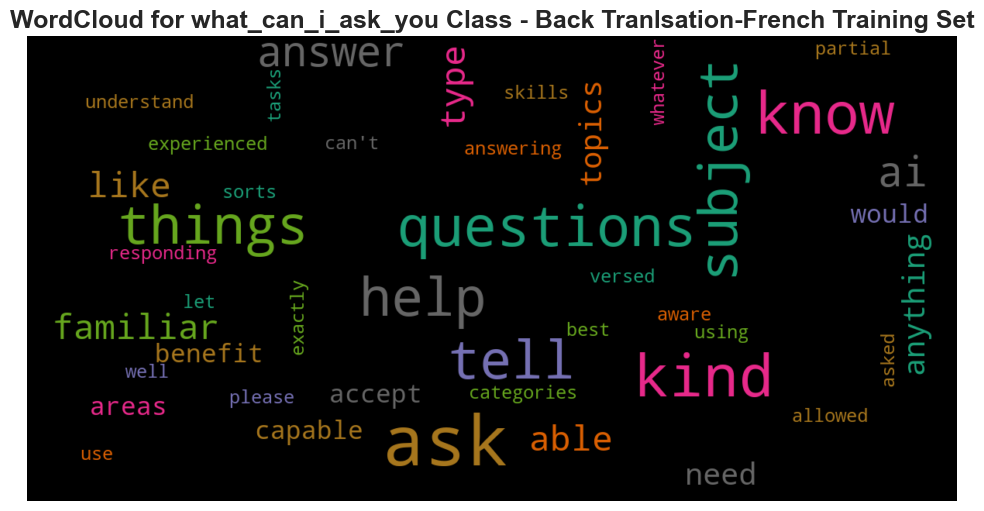 WordCloud for what_can_i_ask_you Class - Back Tranlsation-French Training Set
answer
type
whatever
partial
understand
tasks
skills
topics
subject
know
experienced
can't
answering
ai
like
sorts
would
things
questions
responding
versed
anything
let
exactly
help
familiar
aware
best
using
benefit
tell
asked
well
kind
areas
please
accept
categories
capable
ask
able
allowed
use
need